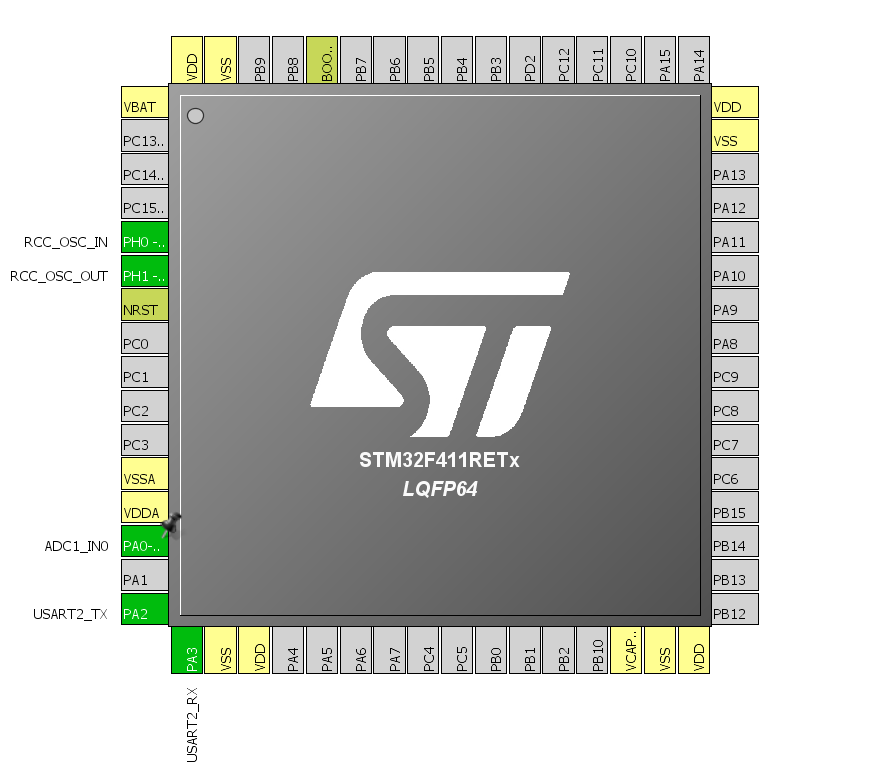 VDD
VSS
PB9
PB8
BOO..
PB7
PB6
PB5
PB4
PB3
PD2
PC12
PC11
PC10
PA15
PA14
VBAT
PC13..
PC14..
PC15..
RCC_OSC_IN PH0 -..
RCC_OSC_OUT PH1 -..
NRST
PC0
PC1
PC2
PC3
VSSA
VDDA
ADC1_IN0 PA0-..
PA1
USART2_TX PA2
STM32F411RETx
LQFP64
VDD
VSS
PA13
PA12
PA11
PA10
PA9
PA8
PC9
PC8
PC7
PC6
PB15
PB14
PB13
PB12
PA3
USART2_RX
VSS
VDD
PA4
PA5
PA6
PA7
PC4
PC5
PB0
PB1
PB2
PB10
VCAP..
VSS
VDD